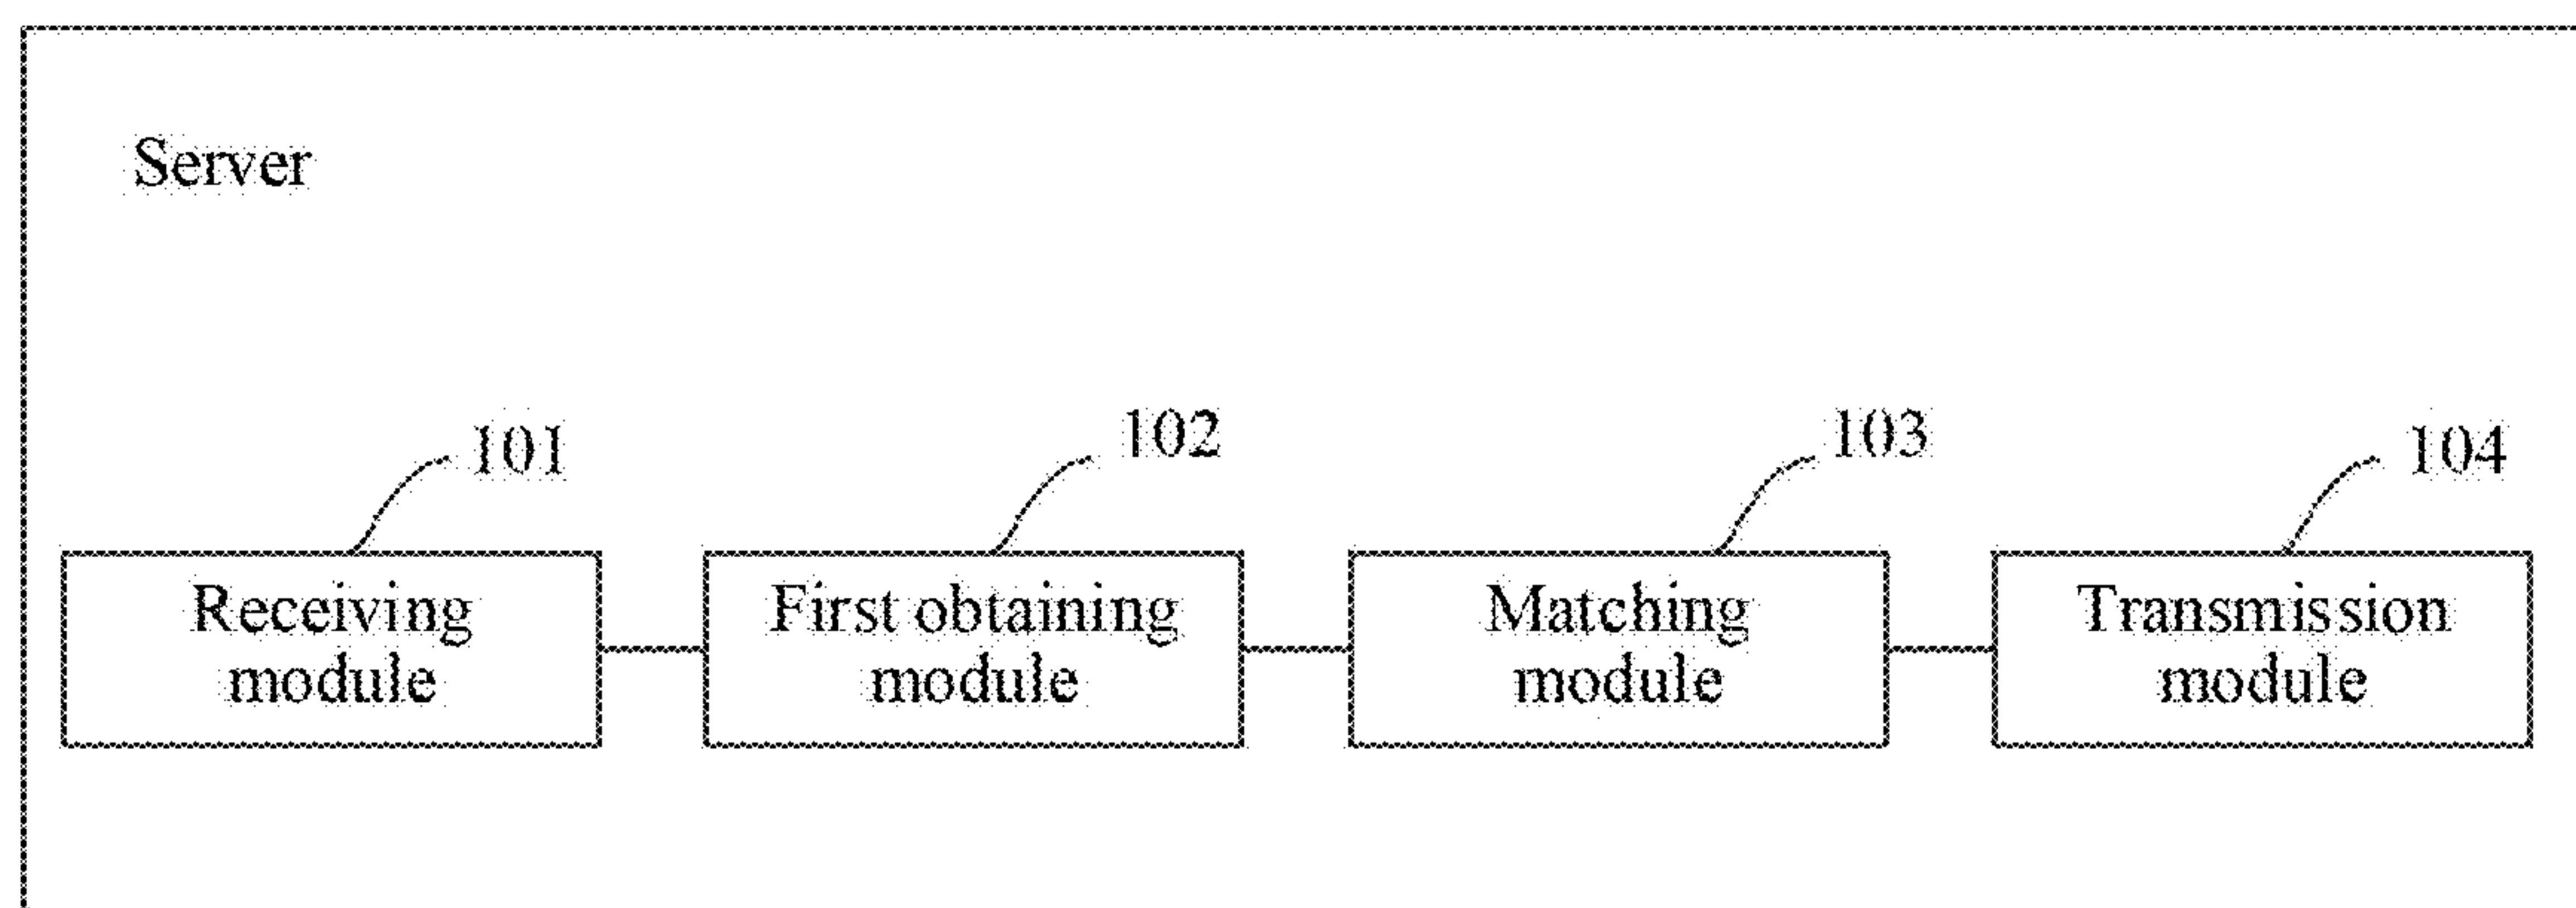 Server
101
102
103
104
Receiving
module
First obtaining
module
Matching
module
Transmission
module